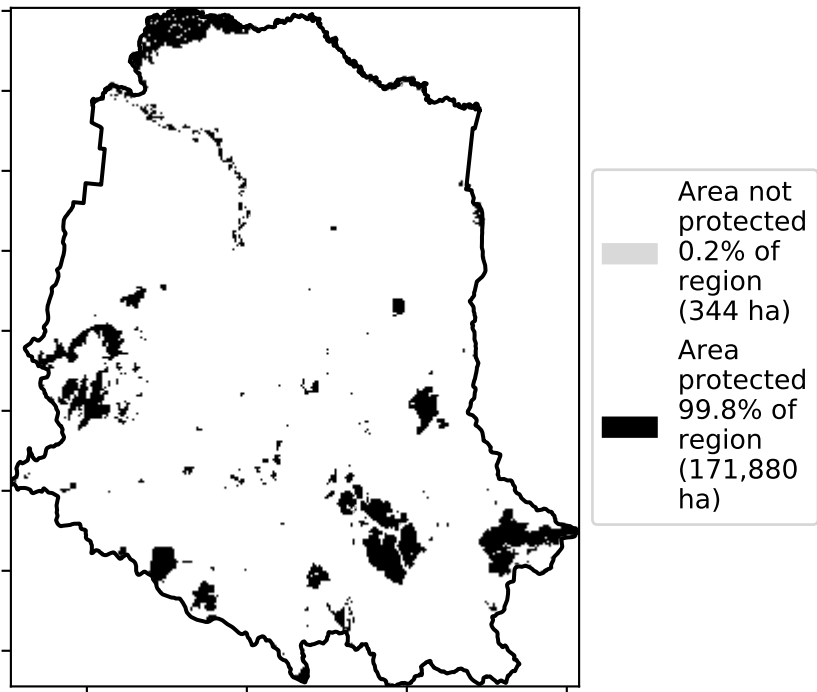 Area not
protected
0.2% of
region
(344 ha)
Area
protected
99.8% of
region
(171,880
ha)